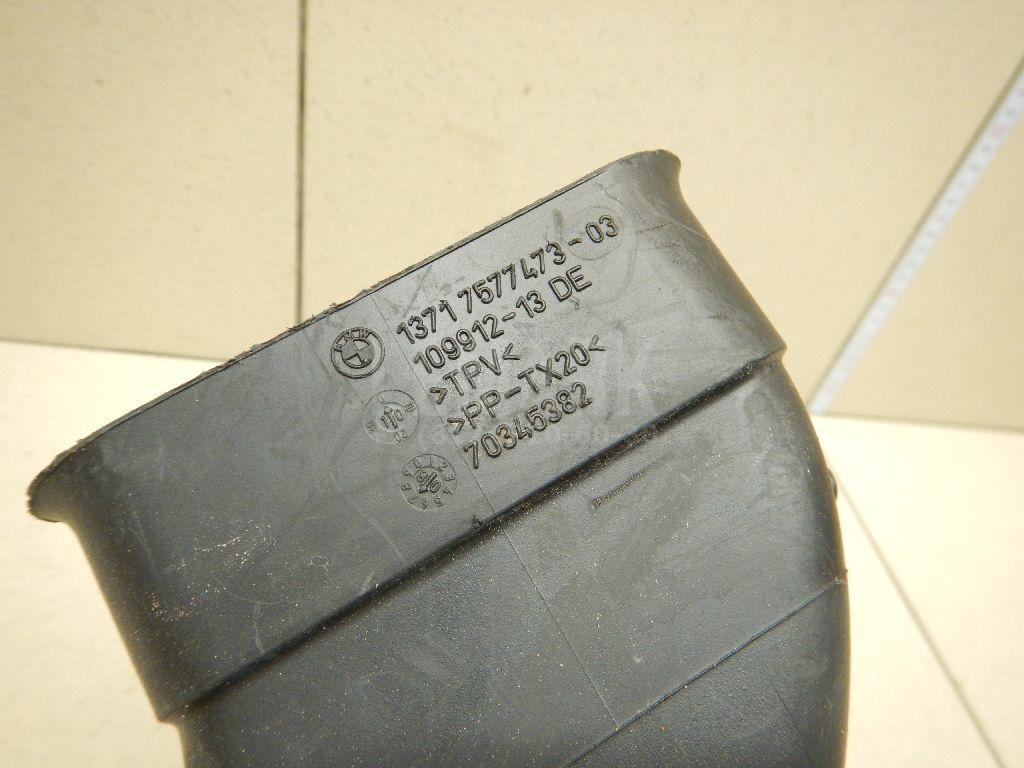 1371 7577473-03
109912-13 DE
>TPV<
>PP-TX20<
70345382